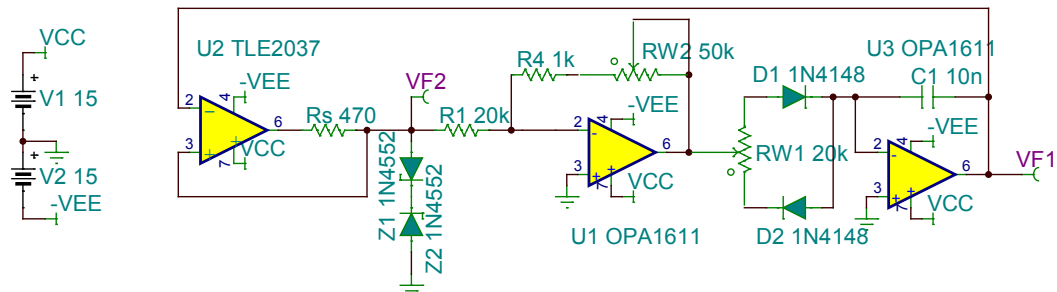 VCC
+
V1 15
+
V2 15
-VEE
U2 TLE2037
-VEE
2
4
6
3
7
VCC
Rs 470
VF2
Z1 1N4552
Z2 1N4552
R1 20k
R4 1k
RW2 50k
-VEE
2
4
6
3
7
VCC
U1 OPA1611
D1 1N4148
RW1 20k
D2 1N4148
U3 OPA1611
C1 10n
-VEE
2
4
6
3
7
VCC
VF1